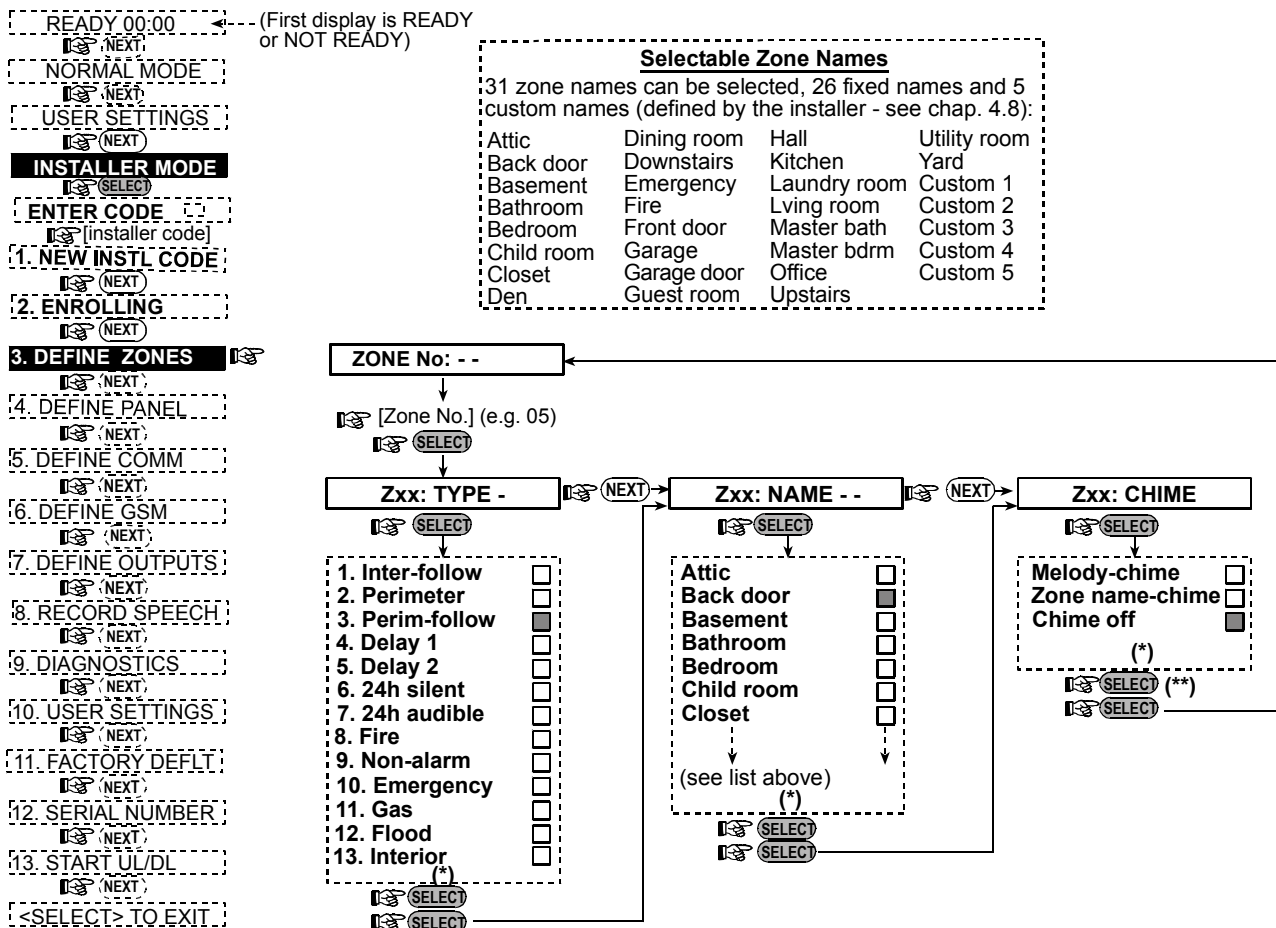 READY 00:00
(First display is READY
or NOT READY)
NEXT
NORMAL MODE
NEXT
USER SETTINGS
NEXT
INSTALLER MODE
SELECT
ENTER CODE
[installer code]
1. NEW INSTL CODE
NEXT
2. ENROLLING
NEXT
3. DEFINE ZONES
NEXT
4. DEFINE PANEL
NEXT
5. DEFINE COMM
NEXT
6. DEFINE GSM
NEXT
7. DEFINE OUTPUTS
NEXT
8. RECORD SPEECH
NEXT
9. DIAGNOSTICS
NEXT
10. USER SETTINGS
NEXT
11. FACTORY DEFLT
NEXT
12. SERIAL NUMBER
NEXT
13. START UL/DL
NEXT
<SELECT> TO EXIT
Selectable Zone Names
31 zone names can be selected, 26 fixed names and 5
custom names (defined by the installer - see chap. 4.8):
Attic Dining room Hall Utility room
Back door Downstairs Kitchen Yard
Basement Emergency Laundry room Custom 1
Bathroom Fire Lving room Custom 2
Bedroom Front door Master bath Custom 3
Child room Garage Master bdrm Custom 4
Closet Garage door Office Custom 5
Den Guest room Upstairs
ZONE No: - -
[Zone No.] (e.g. 05)
SELECT
Zxx: TYPE -
SELECT
1. Inter-follow
2. Perimeter
3. Perim-follow
4. Delay 1
5. Delay 2
6. 24h silent
7. 24h audible
8. Fire
9. Non-alarm
10. Emergency
11. Gas
12. Flood
13. Interior
(*)
SELECT
SELECT
NEXT
Zxx: NAME - -
SELECT
Attic
Back door
Basement
Bathroom
Bedroom
Child room
Closet
(see list above)
(*)
SELECT
SELECT
NEXT
Zxx: CHIME
SELECT
Melody-chime
Zone name-chime
Chime off
(*)
SELECT (**)
SELECT